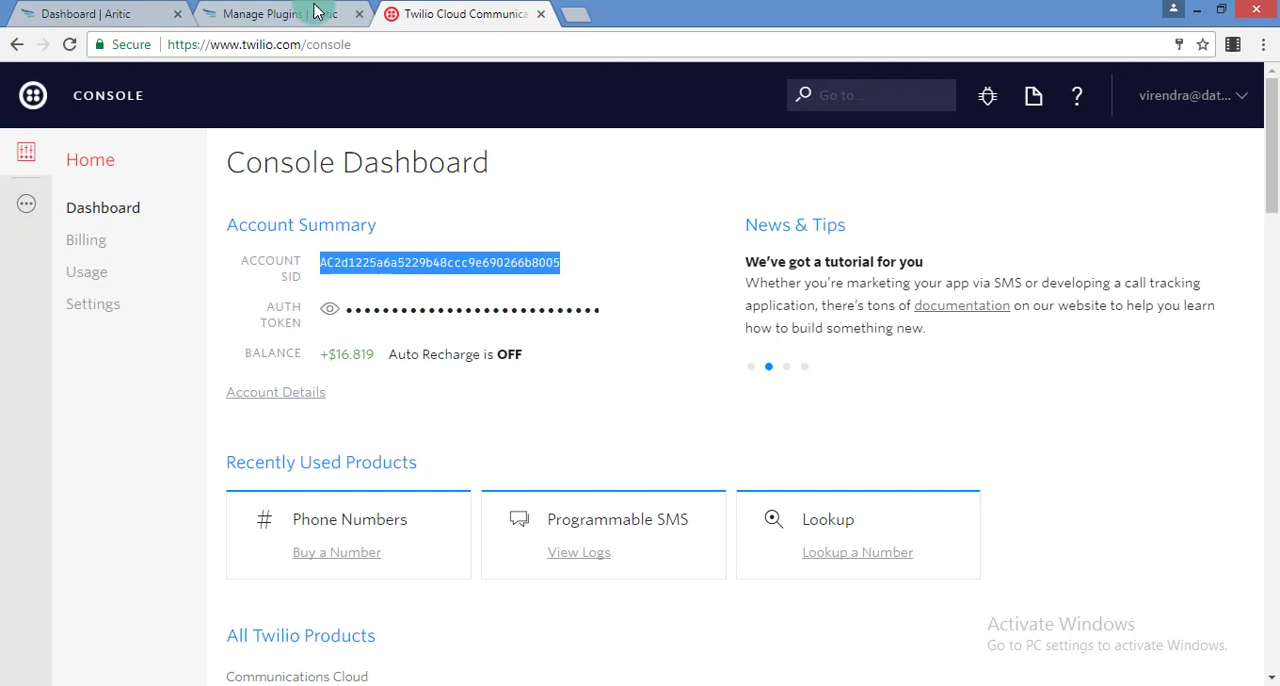 Dashboard | Aritic
Manage Plugins | Aritic
Twilio Cloud Communica
Secure https://www.twilio.com/console
CONSOLE
Go to...
virendra@dat...
Home
Dashboard
Billing
Usage
Settings
Console Dashboard
Account Summary
ACCOUNT SID AC2d1225a6a5229b48ccc9e690266b8005
AUTH TOKEN
BALANCE +$16.819 Auto Recharge is OFF
Account Details
News & Tips
We've got a tutorial for you
Whether you're marketing your app via SMS or developing a call tracking
application, there's tons of documentation on our website to help you learn
how to build something new.
Recently Used Products
Phone Numbers
Buy a Number
Programmable SMS
View Logs
Lookup
Lookup a Number
All Twilio Products
Communications Cloud
Activate Windows
Go to PC settings to activate Windows.